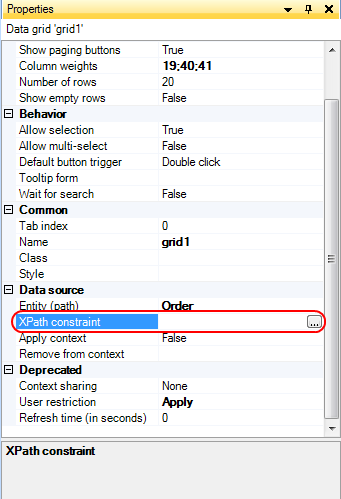 Properties
Data grid 'grid1'
Show paging buttons True
Column weights 19;40;41
Number of rows 20
Show empty rows False
Behavior
Allow selection True
Allow multi-select False
Default button trigger Double click
Tooltip form
Wait for search False
Common
Tab index 0
Name grid1
Class
Style
Data source
Entity (path) Order
XPath constraint ...
Apply context False
Remove from context
Deprecated
Context sharing None
User restriction Apply
Refresh time (in seconds) 0
XPath constraint